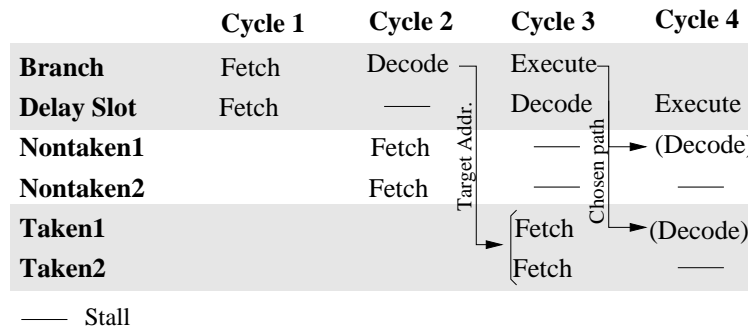 Cycle 1 Cycle 2 Cycle 3 Cycle 4
Branch Fetch Decode Execute
Delay Slot Fetch Decode Execute
Nontaken1 Fetch (Decode)
Nontaken2 Fetch
Taken1 Fetch (Decode)
Taken2 Fetch
Target Addr.
Chosen path
Stall